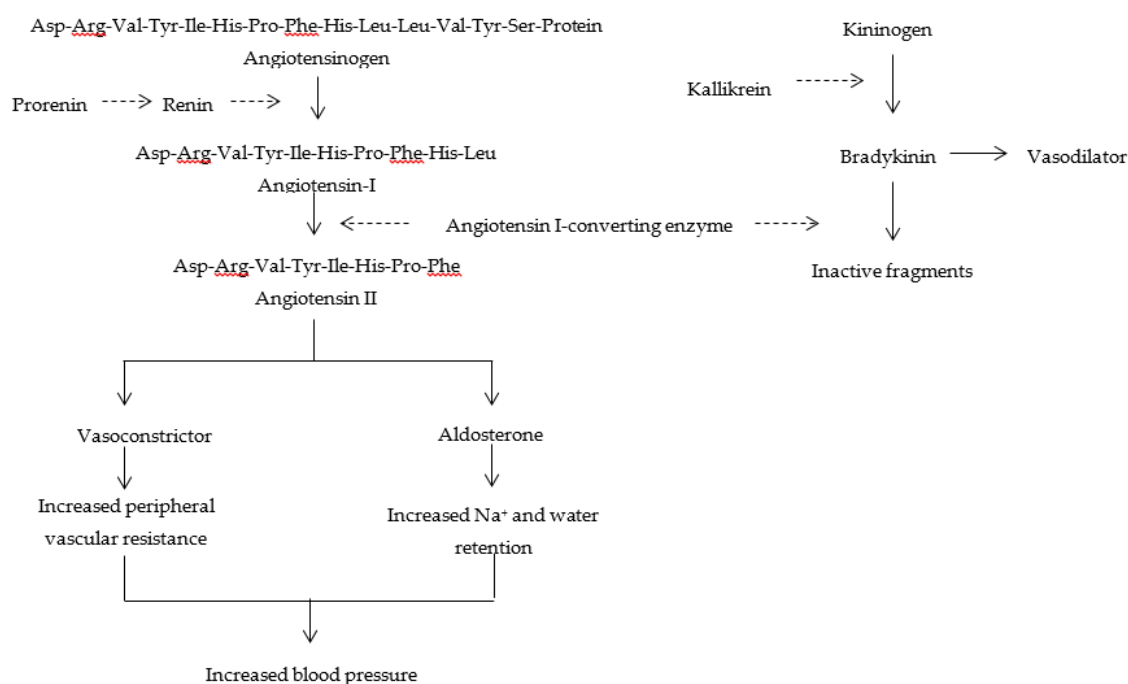 Asp-Arg-Val-Tyr-Ile-His-Pro-Phe-His-Leu-Leu-Val-Tyr-Ser-Protein
Angiotensinogen
Prorenin
Renin
Asp-Arg-Val-Tyr-Ile-His-Pro-Phe-His-Leu
Angiotensin-I
Angiotensin I-converting enzyme
Asp-Arg-Val-Tyr-Ile-His-Pro-Phe
Angiotensin II
Vasoconstrictor
Aldosterone
Increased peripheral
vascular resistance
Increased Na⁺ and water
retention
Increased blood pressure
Kininogen
Kallikrein
Bradykinin
Vasodilator
Inactive fragments